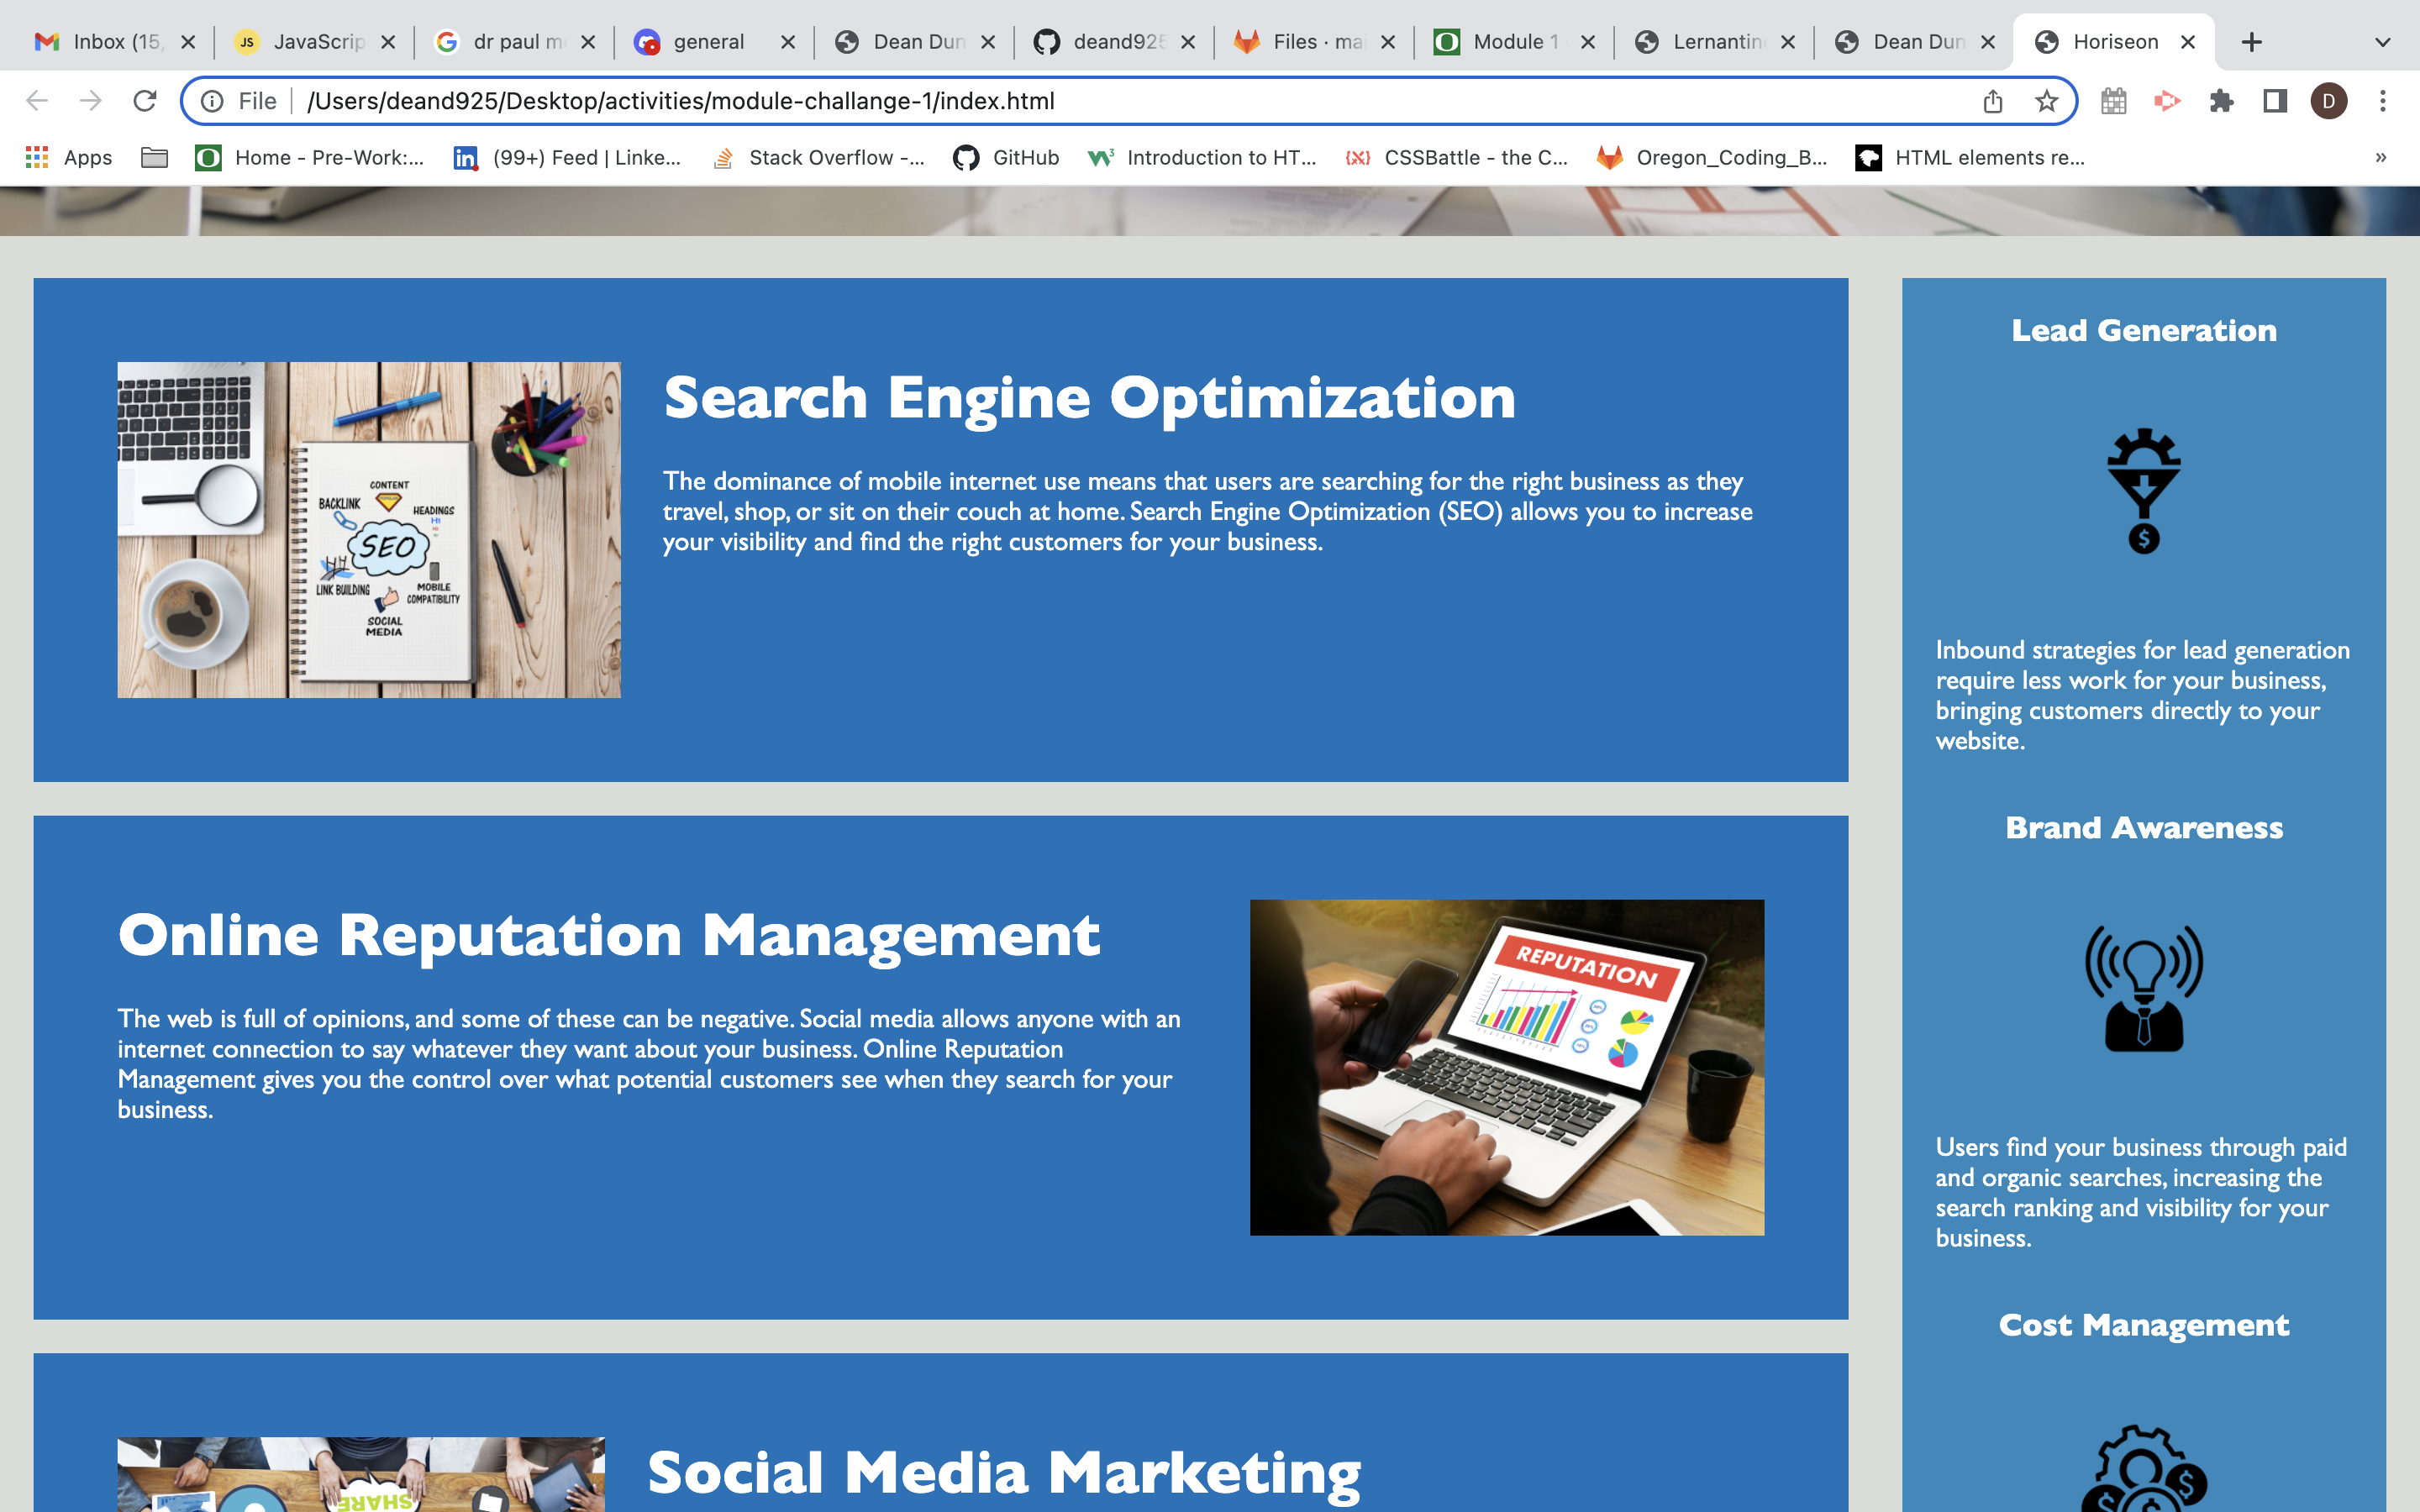 Inbox (15,
JavaScrip
dr paul m
general
Dean Dun
deand925
Files · mai
Module 1
Lernantin
Dean Dun
Horiseon
File
/Users/deand925/Desktop/activities/module-challange-1/index.html
D
Apps
Home - Pre-Work:...
(99+) Feed | Linke...
Stack Overflow -...
GitHub
Introduction to HT...
CSSBattle - the C...
Oregon_Coding_B...
HTML elements re...
»
Search Engine Optimization
The dominance of mobile internet use means that users are searching for the right business as they
travel, shop, or sit on their couch at home. Search Engine Optimization (SEO) allows you to increase
your visibility and find the right customers for your business.
CONTENT
BACKLINK
HEADINGS
H1
SEO
LINK BUILDING
MOBILE
COMPATIBILITY
SOCIAL
MEDIA
Online Reputation Management
The web is full of opinions, and some of these can be negative. Social media allows anyone with an
internet connection to say whatever they want about your business. Online Reputation
Management gives you the control over what potential customers see when they search for your
business.
REPUTATION
Social Media Marketing
SHARE
Lead Generation
$
Inbound strategies for lead generation
require less work for your business,
bringing customers directly to your
website.
Brand Awareness
Users find your business through paid
and organic searches, increasing the
search ranking and visibility for your
business.
Cost Management
$
$
$